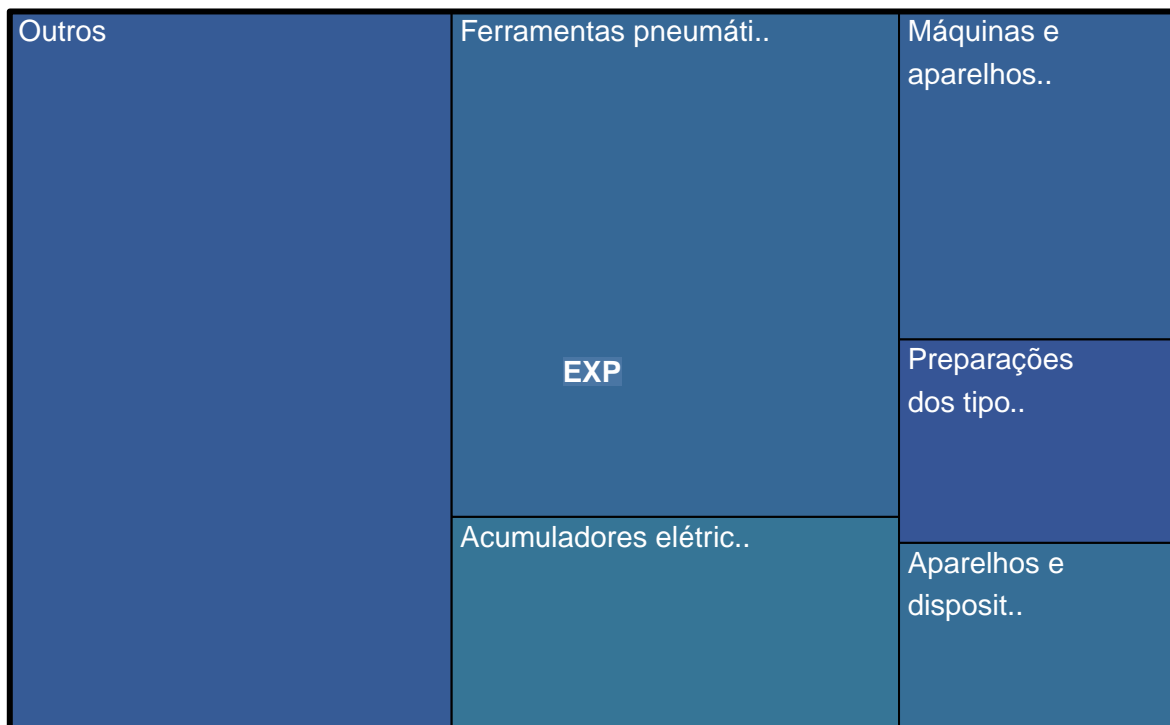 Outros
Ferramentas pneumáti..
Máquinas e
aparelhos..
EXP
Preparações
dos tipo..
Acumuladores elétric..
Aparelhos e
disposit..